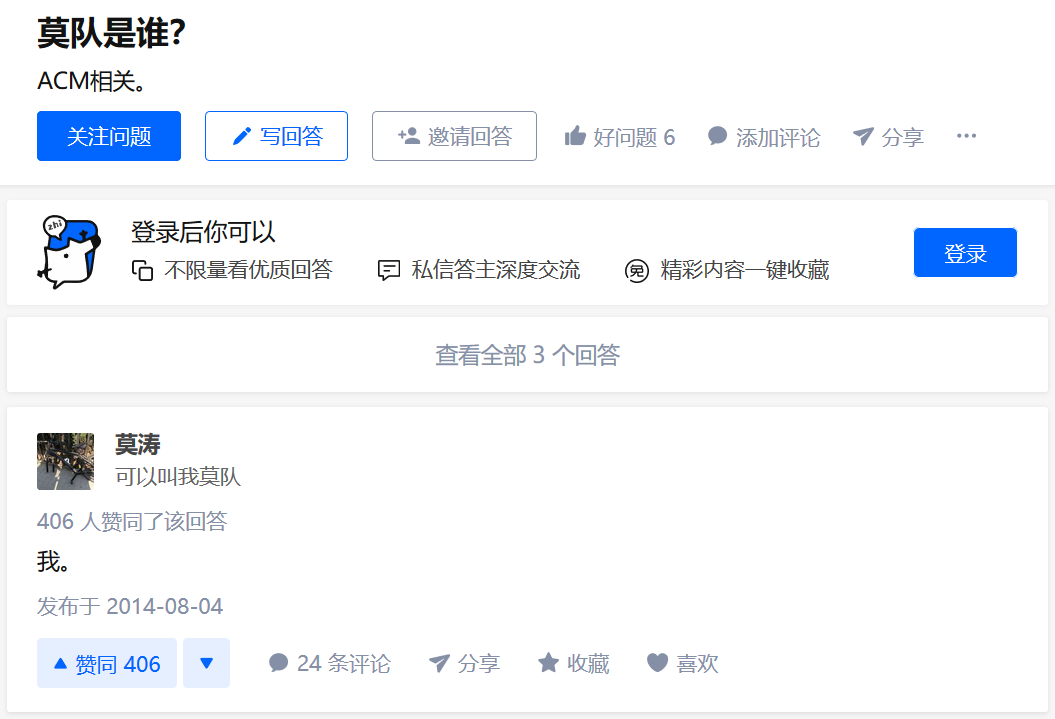 莫队是谁?
ACM相关。
关注问题 写回答 邀请回答 好问题 6 添加评论 分享 ···
zhi
登录后你可以
不限量看优质回答 私信答主深度交流 免 精彩内容一键收藏
登录
查看全部 3 个回答
莫涛
可以叫我莫队
406 人赞同了该回答
我。
发布于 2014-08-04
赞同 406 24 条评论 分享 收藏 喜欢